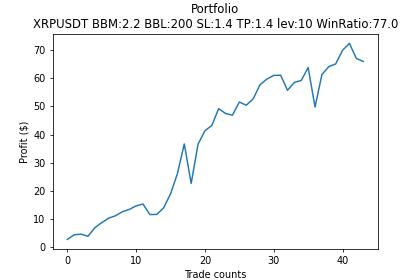 Portfolio
XRPUSDT BBM:2.2 BBL:200 SL:1.4 TP:1.4 lev:10 WinRatio:77.0
Profit ($)
70
60
50
40
30
20
10
0
0 10 20 30 40
Trade counts